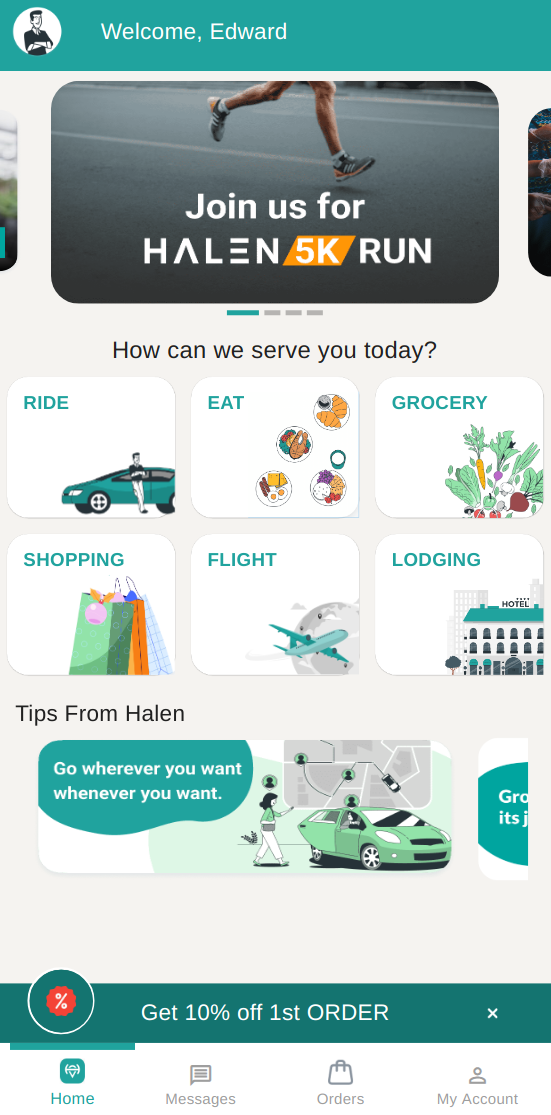 Welcome, Edward
Join us for
HALEN 5K RUN
How can we serve you today?
RIDE
EAT
GROCERY
SHOPPING
FLIGHT
LODGING
HOTEL
Tips From Halen
Go wherever you want
whenever you want.
%
Get 10% off 1st ORDER
×
Home
Messages
Orders
My Account